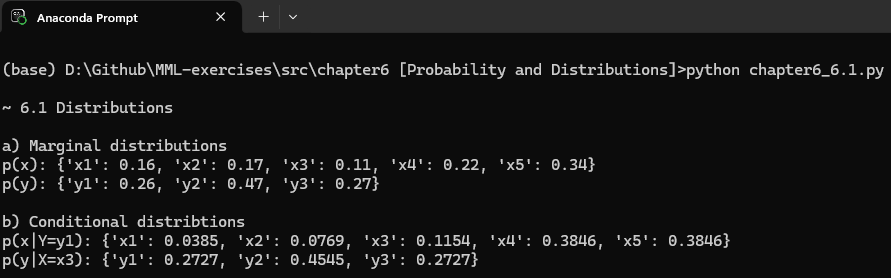 Anaconda Prompt
(base) D:\Github\MML-exercises\src\chapter6 [Probability and Distributions]>python chapter6_6.1.py
~ 6.1 Distributions
a) Marginal distributions
p(x): {'x1': 0.16, 'x2': 0.17, 'x3': 0.11, 'x4': 0.22, 'x5': 0.34}
p(y): {'y1': 0.26, 'y2': 0.47, 'y3': 0.27}
b) Conditional distribtions
p(x|Y=y1): {'x1': 0.0385, 'x2': 0.0769, 'x3': 0.1154, 'x4': 0.3846, 'x5': 0.3846}
p(y|X=x3): {'y1': 0.2727, 'y2': 0.4545, 'y3': 0.2727}